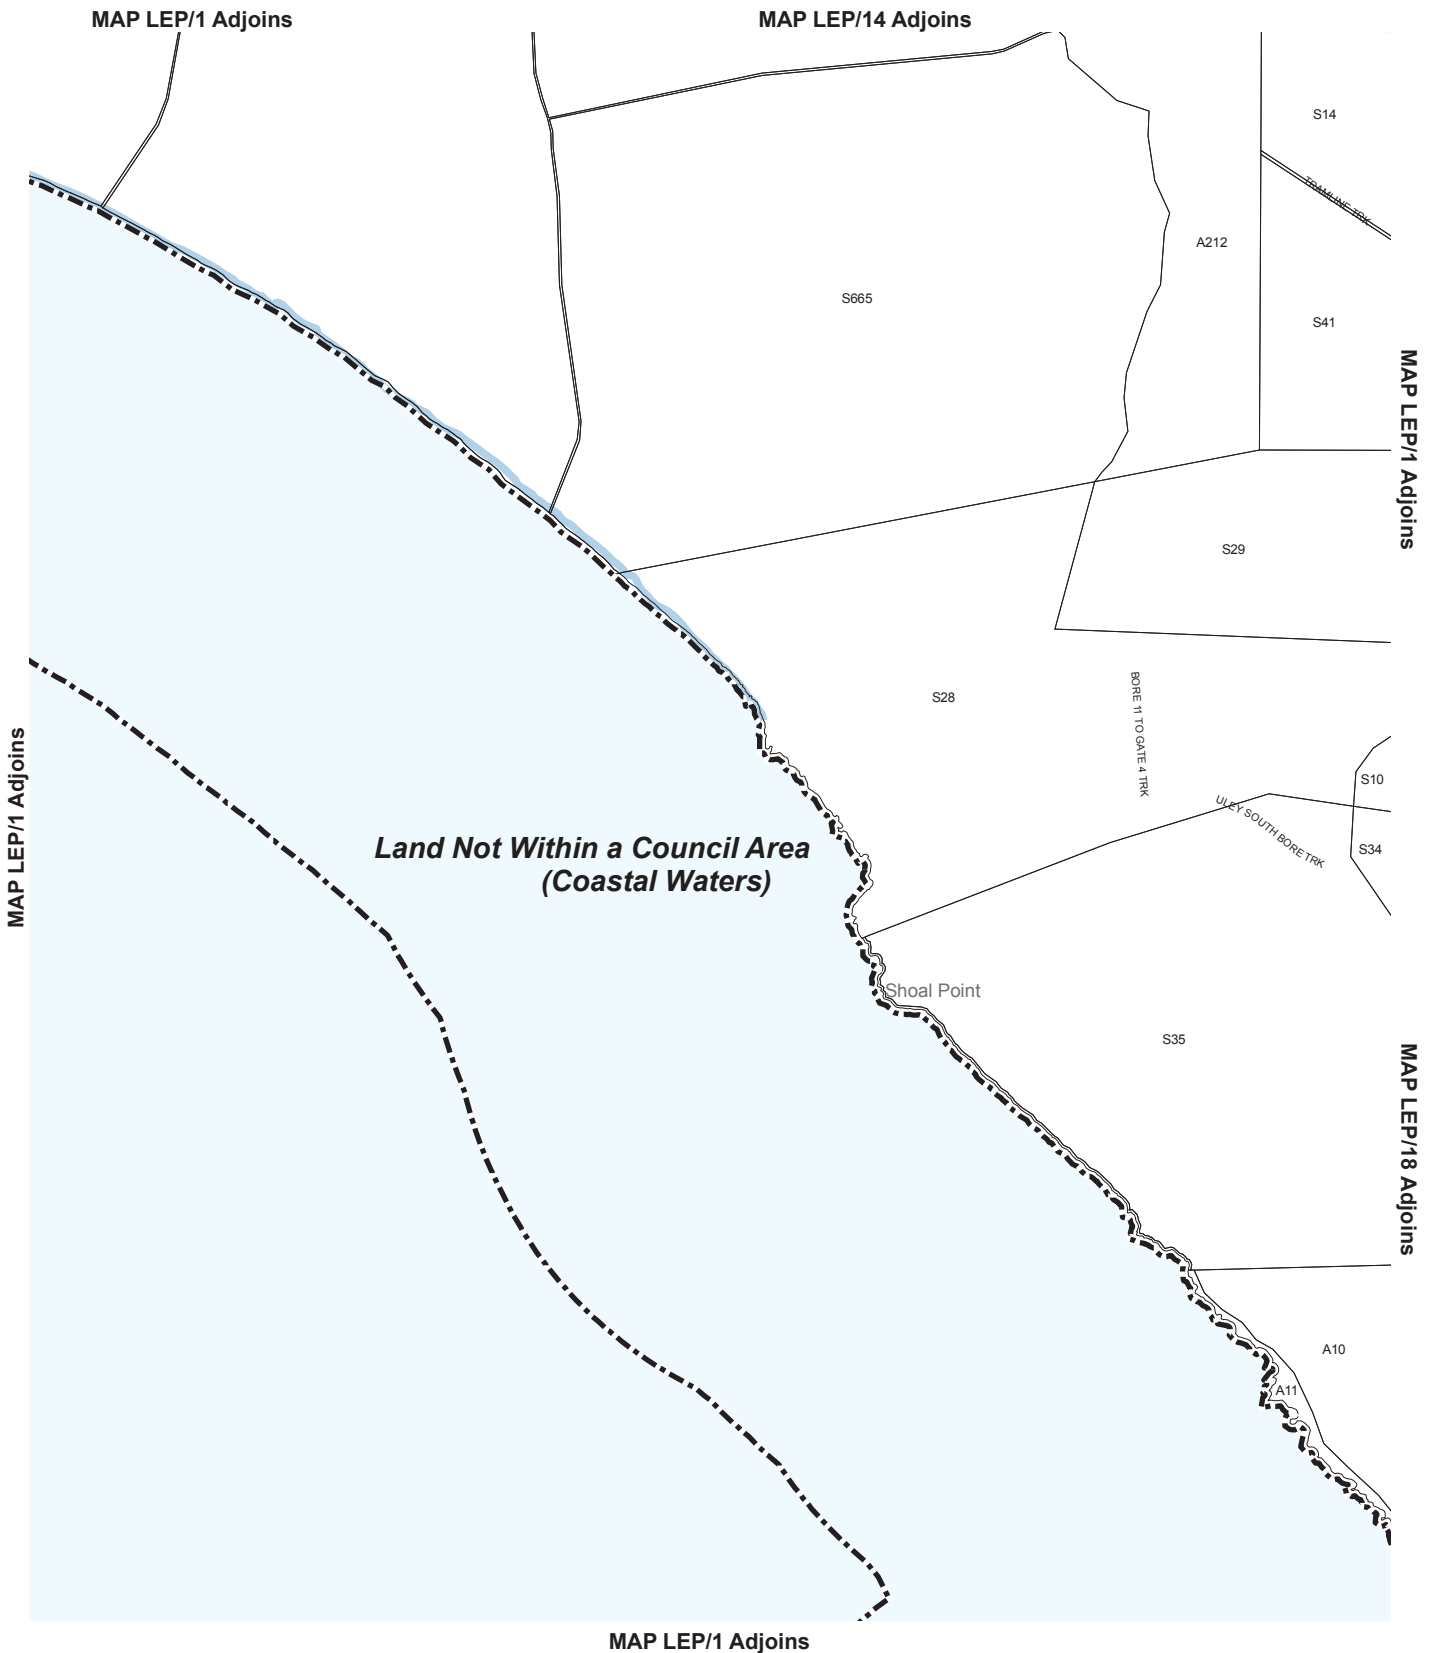 MAP LEP/1 Adjoins
MAP LEP/14 Adjoins
S14
TRAMLINE TRK
A212
S665
S41
MAP LEP/1 Adjoins
S29
S28
BORE 11 TO GATE 4 TRK
MAP LEP/1 Adjoins
S10
ULEY SOUTH BORE TRK
S34
Land Not Within a Council Area
(Coastal Waters)
Shoal Point
S35
MAP LEP/18 Adjoins
A10
A11
MAP LEP/1 Adjoins